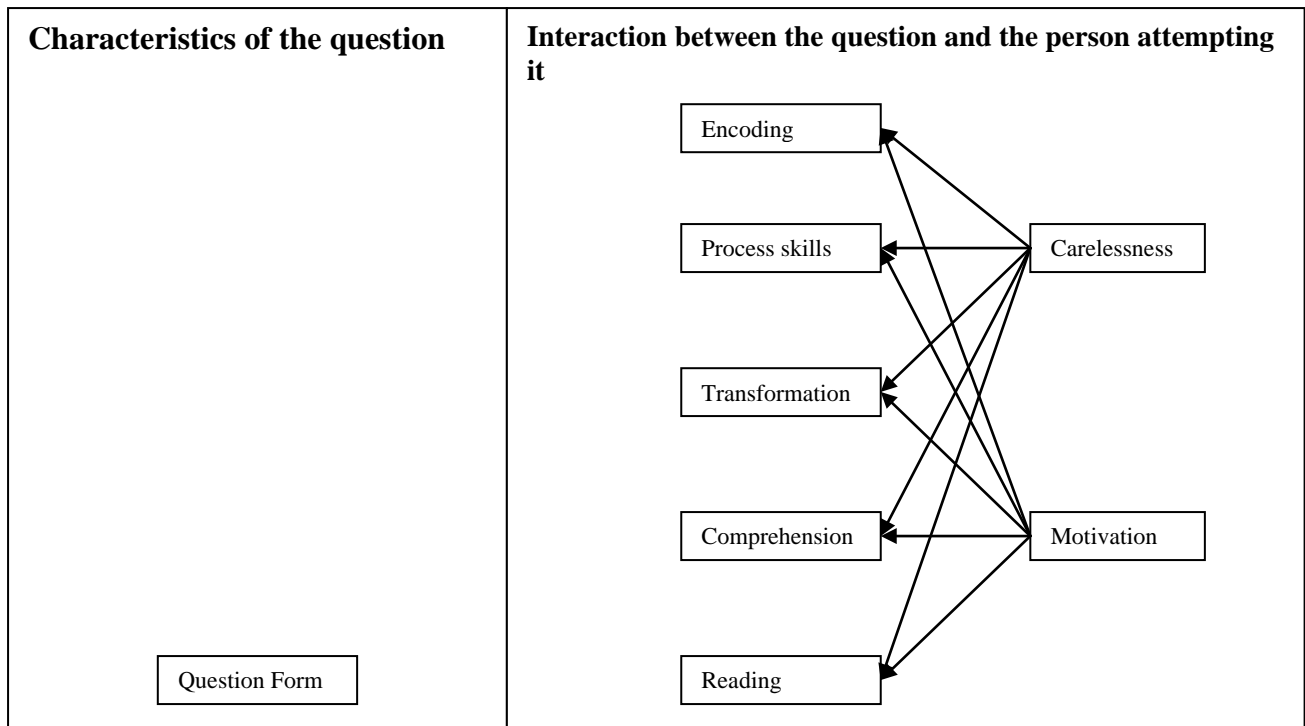 Characteristics of the question
Question Form
Interaction between the question and the person attempting
it
Encoding
Process skills
Carelessness
Transformation
Comprehension
Motivation
Reading